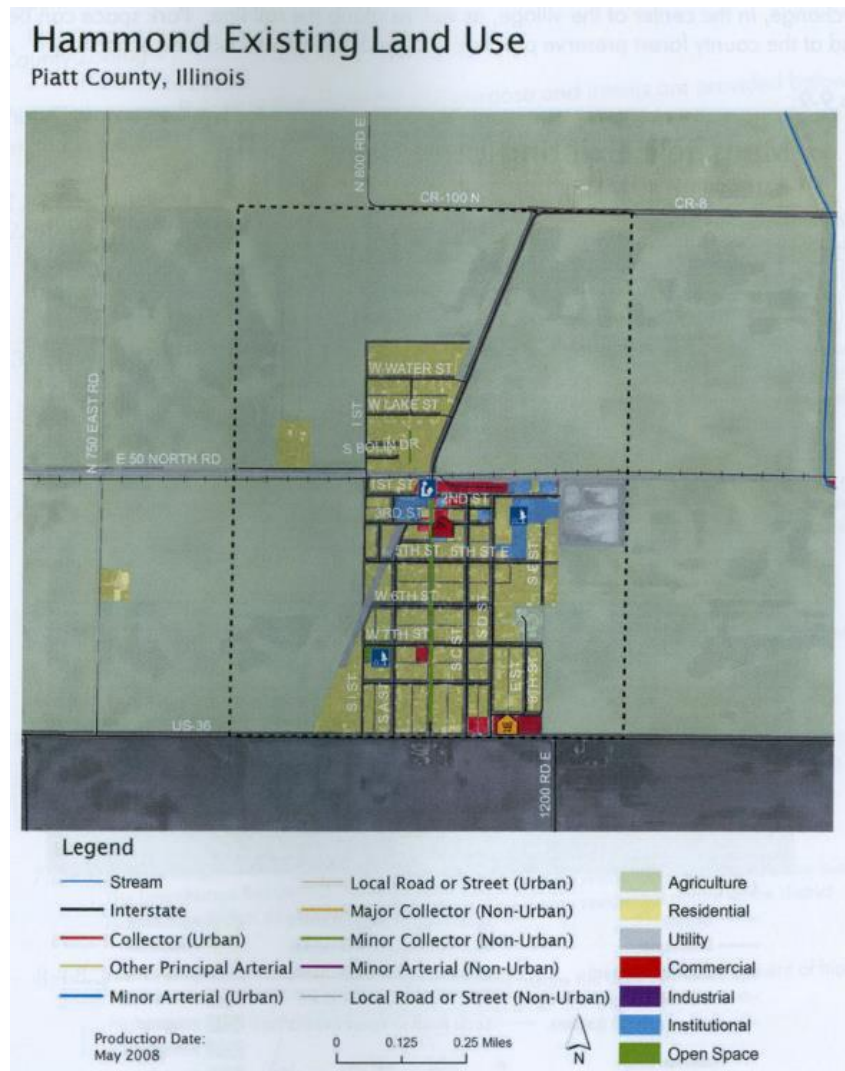 Hammond Existing Land Use
Piatt County, Illinois
N 800 RD E
CR-100 N
CR-8
W WATER ST
W LAKE ST
I ST
N 750 EAST RD
E 50 NORTH RD
1ST ST
2ND ST
3RD ST
5TH ST
5TH ST E
S E ST
W 6TH ST
S D ST
W 7TH ST
S C ST
E ST
S I ST
S A ST
US-36
1200 RD E
Legend
Stream
Interstate
Collector (Urban)
Other Principal Arterial
Minor Arterial (Urban)
Local Road or Street (Urban)
Major Collector (Non-Urban)
Minor Collector (Non-Urban)
Minor Arterial (Non-Urban)
Local Road or Street (Non-Urban)
Agriculture
Residential
Utility
Commercial
Industrial
Institutional
Open Space
Production Date:
May 2008
0 0.125 0.25 Miles
N